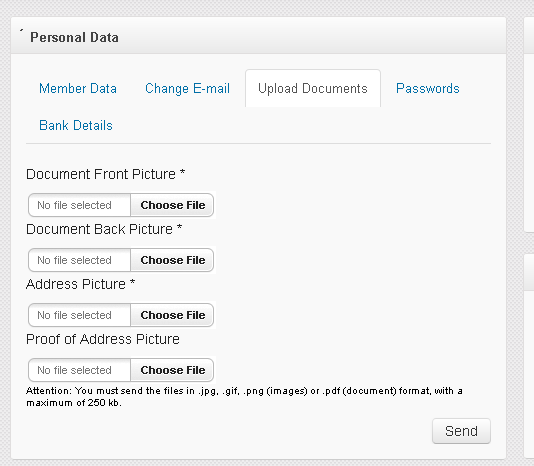 Personal Data
Member Data Change E-mail Upload Documents Passwords
Bank Details
Document Front Picture *
No file selected Choose File
Document Back Picture *
No file selected Choose File
Address Picture *
No file selected Choose File
Proof of Address Picture
No file selected Choose File
Attention: You must send the files in .jpg, .gif, .png (images) or .pdf (document) format, with a
maximum of 250 kb.
Send